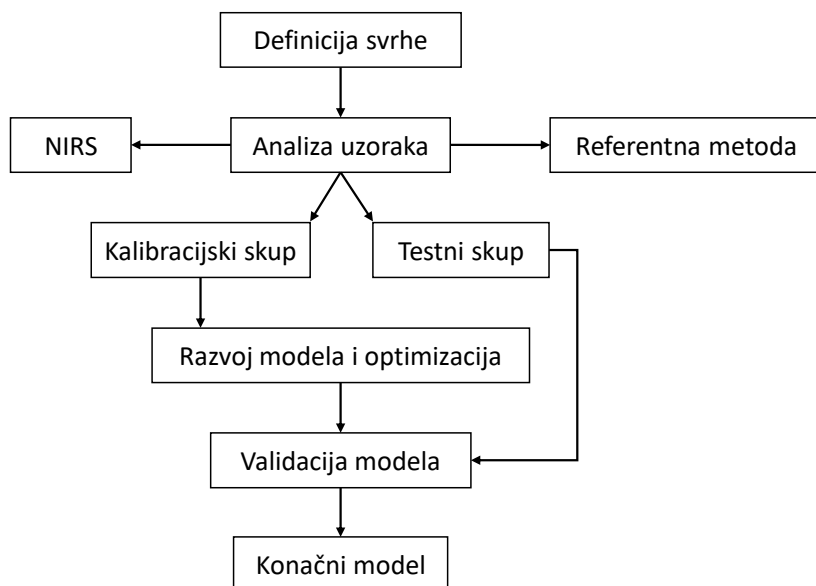 Definicija svrhe
NIRS
Analiza uzoraka
Referentna metoda
Kalibracijski skup
Testni skup
Razvoj modela i optimizacija
Validacija modela
Konačni model